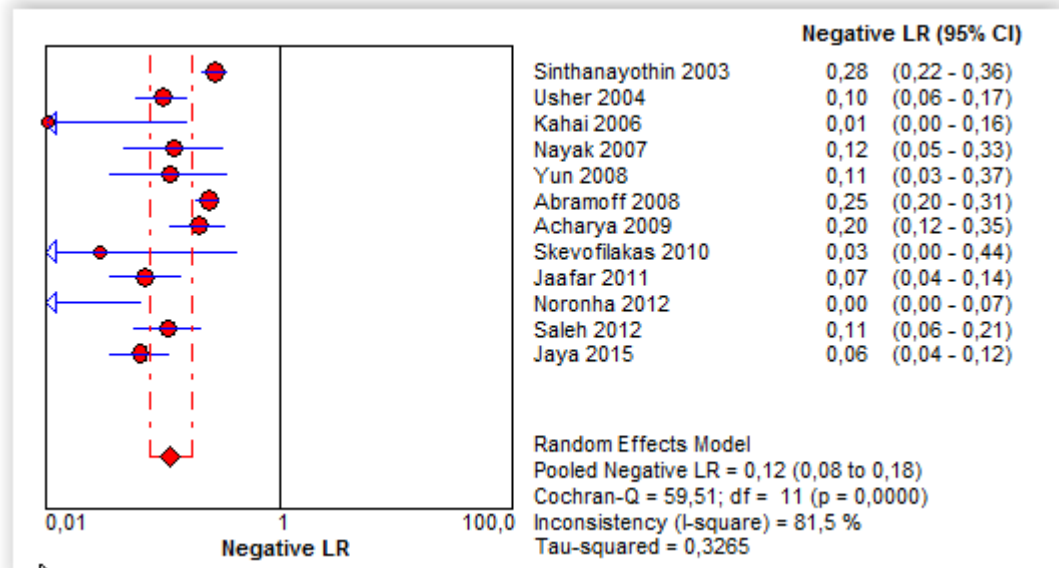 Negative LR (95% CI)
Sinthanayothin 2003 0,28 (0,22 - 0,36)
Usher 2004 0,10 (0,06 - 0,17)
Kahai 2006 0,01 (0,00 - 0,16)
Nayak 2007 0,12 (0,05 - 0,33)
Yun 2008 0,11 (0,03 - 0,37)
Abramoff 2008 0,25 (0,20 - 0,31)
Acharya 2009 0,20 (0,12 - 0,35)
Skevofilakas 2010 0,03 (0,00 - 0,44)
Jaafar 2011 0,07 (0,04 - 0,14)
Noronha 2012 0,00 (0,00 - 0,07)
Saleh 2012 0,11 (0,06 - 0,21)
Jaya 2015 0,06 (0,04 - 0,12)
Random Effects Model
Pooled Negative LR = 0,12 (0,08 to 0,18)
Cochran-Q = 59,51; df = 11 (p = 0,0000)
Inconsistency (I-square) = 81,5 %
Tau-squared = 0,3265
0,01 1 100,0
Negative LR